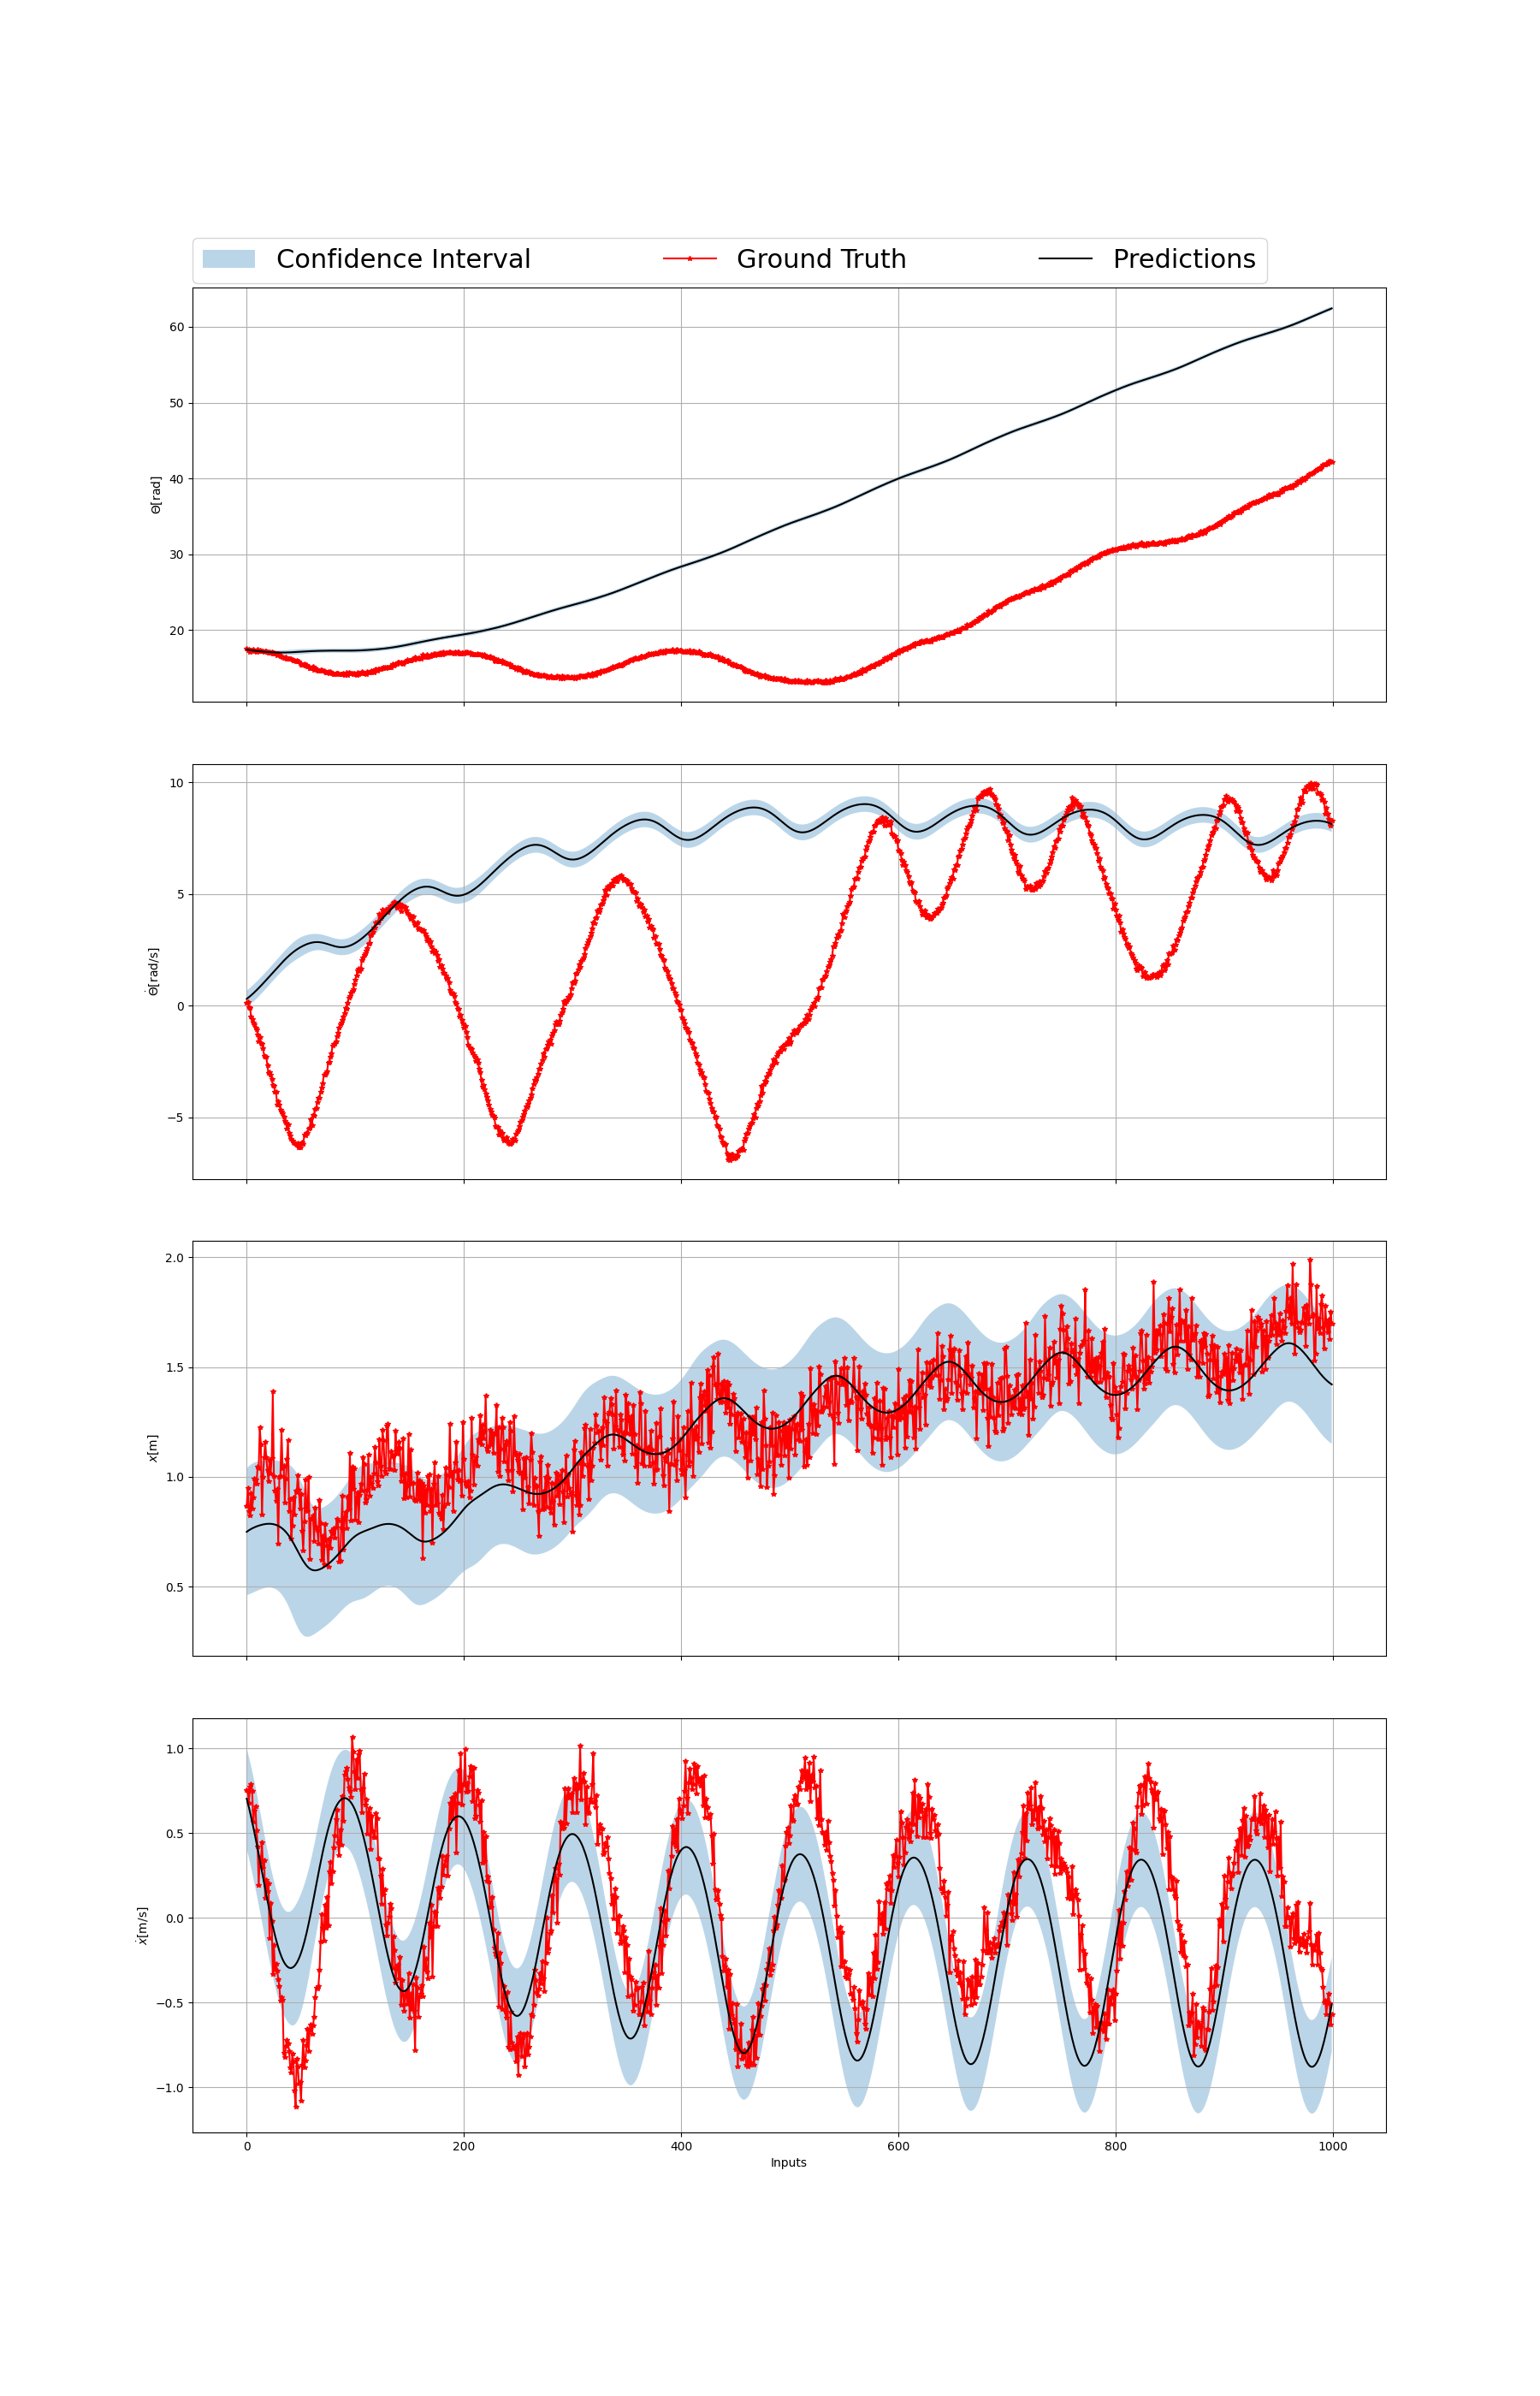 Confidence Interval Ground Truth Predictions
60
50
40
30
20
Θ[rad]
10
5
0
−5
Θ̇[rad/s]
2.0
1.5
1.0
0.5
x[m]
1.0
0.5
0.0
−0.5
−1.0
ẋ[m/s]
0 200 400 600 800 1000
Inputs